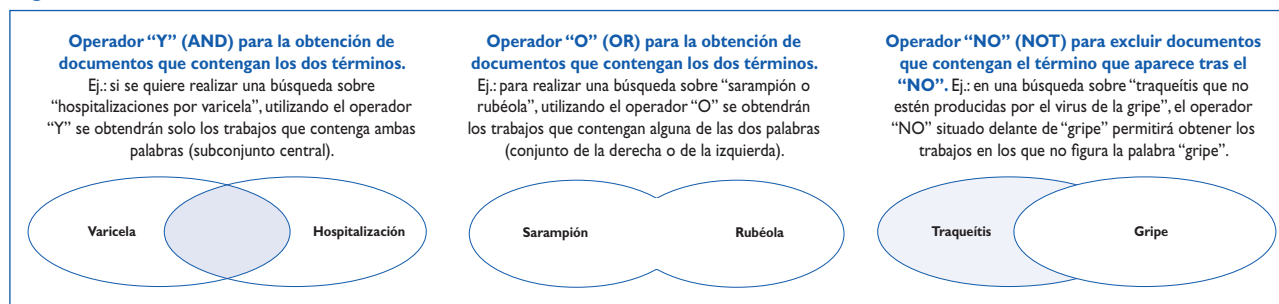 Operador “Y” (AND) para la obtención de
documentos que contengan los dos términos.
Ej.: si se quiere realizar una búsqueda sobre
“hospitalizaciones por varicela”, utilizando el operador
“Y” se obtendrán solo los trabajos que contenga ambas
palabras (subconjunto central).
Varicela
Hospitalización
Operador “O” (OR) para la obtención de
documentos que contengan los dos términos.
Ej.: para realizar una búsqueda sobre “sarampión o
rubéola”, utilizando el operador “O” se obtendrán
los trabajos que contengan alguna de las dos palabras
(conjunto de la derecha o de la izquierda).
Sarampión
Rubéola
Operador “NO” (NOT) para excluir documentos
que contengan el término que aparece tras el
“NO”. Ej.: en una búsqueda sobre “traqueítis que no
estén producidas por el virus de la gripe”, el operador
“NO” situado delante de “gripe” permitirá obtener los
trabajos en los que no figura la palabra “gripe”.
Traqueítis
Gripe